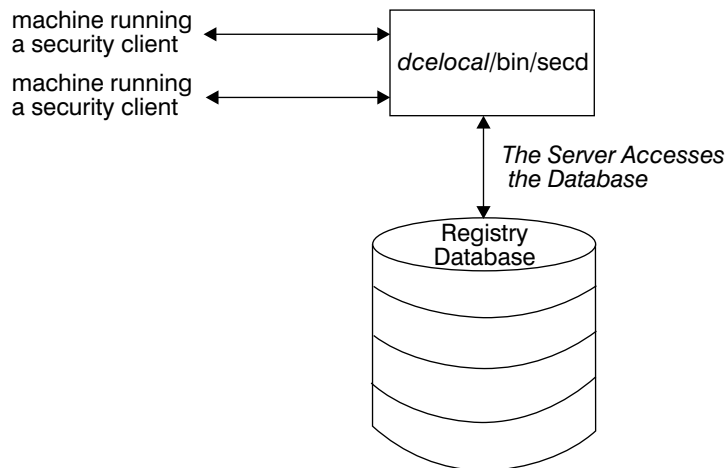 machine running
a security client
machine running
a security client
dcelocal/bin/secd
The Server Accesses
the Database
Registry
Database